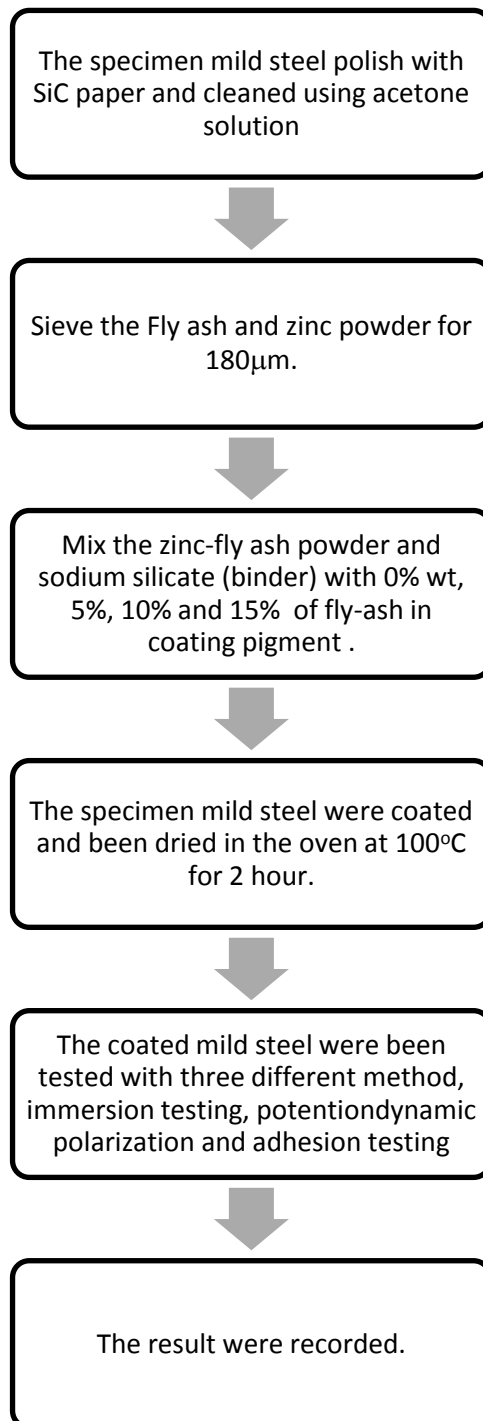 The specimen mild steel polish with
SiC paper and cleaned using acetone
solution
Sieve the Fly ash and zinc powder for
180µm.
Mix the zinc-fly ash powder and
sodium silicate (binder) with 0% wt,
5%, 10% and 15%  of fly-ash in
coating pigment .
The specimen mild steel were coated
and been dried in the oven at 100°C
for 2 hour.
The coated mild steel were been
tested with three different method,
immersion testing, potentiondynamic
polarization and adhesion testing
The result were recorded.